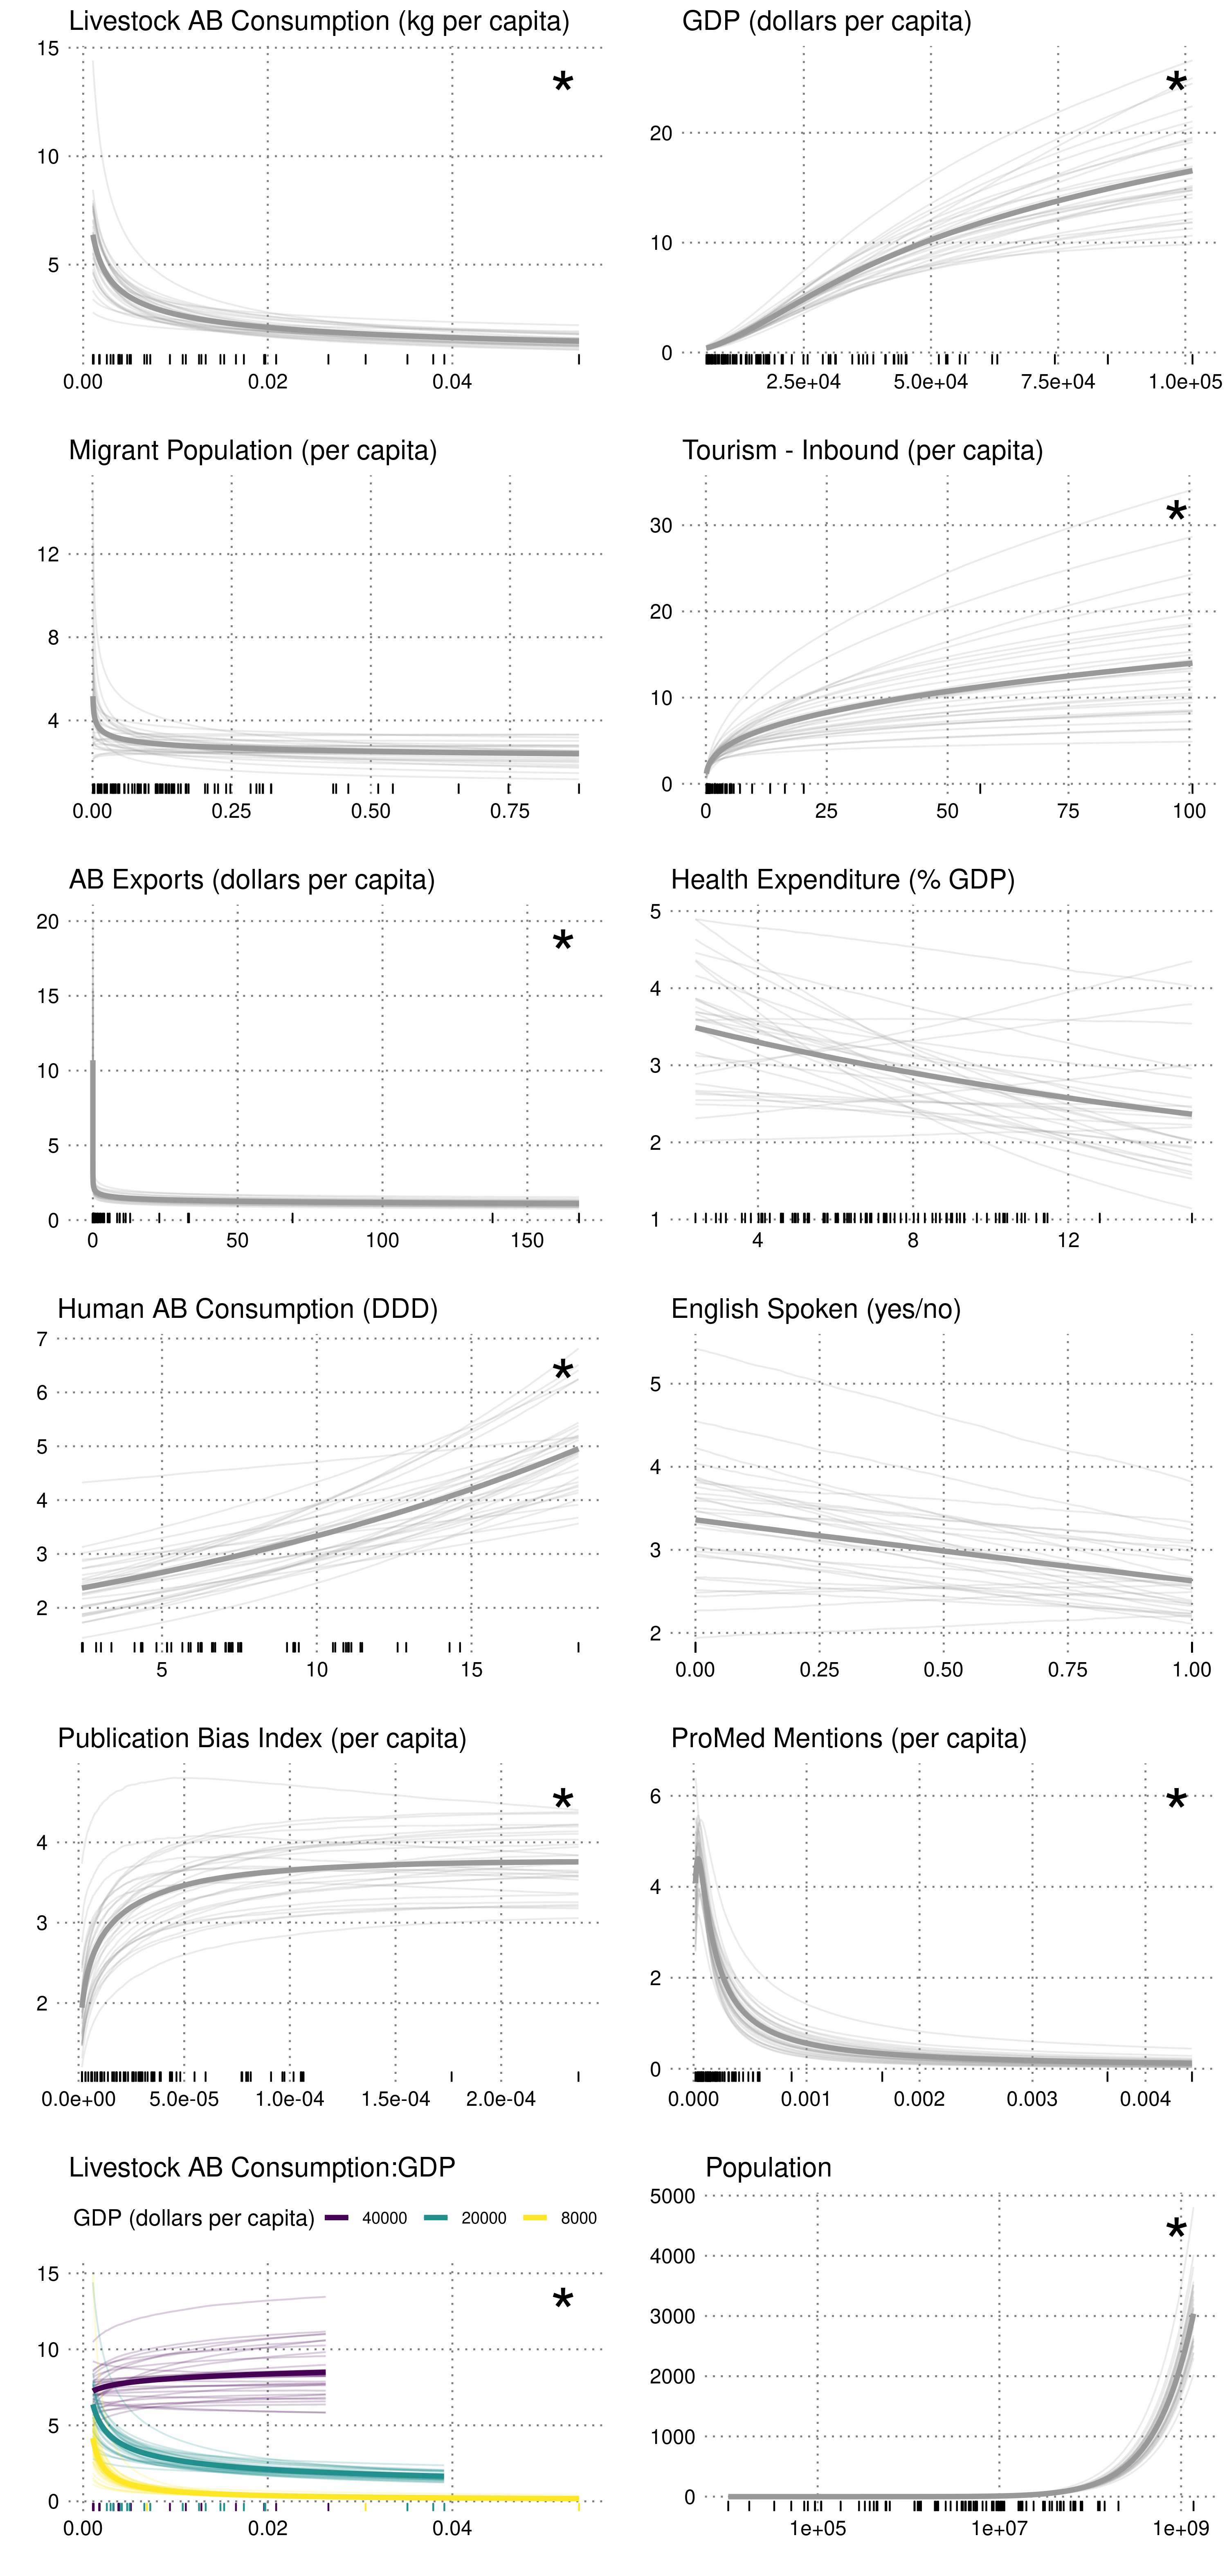 Livestock AB Consumption (kg per capita)
15
10
5
0.00 0.02 0.04
*
GDP (dollars per capita)
20
10
0
2.5e+04 5.0e+04 7.5e+04 1.0e+05
*
Migrant Population (per capita)
12
8
4
0.00 0.25 0.50 0.75
Tourism - Inbound (per capita)
30
20
10
0
0 25 50 75 100
*
AB Exports (dollars per capita)
20
15
10
5
0
0 50 100 150
*
Health Expenditure (% GDP)
5
4
3
2
1
4 8 12
Human AB Consumption (DDD)
7
6
5
4
3
2
5 10 15
*
English Spoken (yes/no)
5
4
3
2
0.00 0.25 0.50 0.75 1.00
Publication Bias Index (per capita)
4
3
2
0.0e+00 5.0e-05 1.0e-04 1.5e-04 2.0e-04
*
ProMed Mentions (per capita)
6
4
2
0
0.000 0.001 0.002 0.003 0.004
*
Livestock AB Consumption:GDP
GDP (dollars per capita) 40000 20000 8000
15
10
5
0
0.00 0.02 0.04
*
Population
5000
4000
3000
2000
1000
0
1e+05 1e+07 1e+09
*